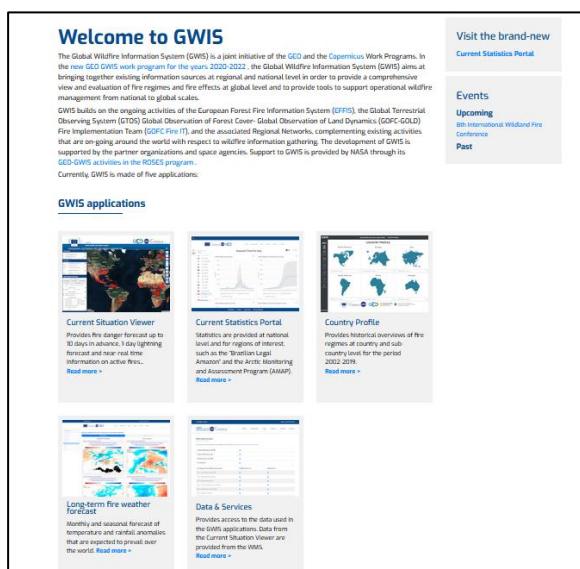 Welcome to GWIS
The Global Wildfire Information System (GWIS) is a joint initiative of the GEO and the Copernicus Work Programs. In
the new GEO GWIS work program for the years 2020-2022 , the Global Wildfire Information System (GWIS) aims at
bringing together existing information sources at regional and national level in order to provide a comprehensive
view and evaluation of fire regimes and fire effects at global level and to provide tools to support operational wildfire
management from national to global scales.
GWIS builds on the ongoing activities of the European Forest Fire Information System (EFFIS), the Global Terrestrial
Observing System (GTOS) Global Observation of Forest Cover- Global Observation of Land Dynamics (GOFC-GOLD)
Fire Implementation Team (GOFC Fire IT), and the associated Regional Networks, complementing existing activities
that are on-going around the world with respect to wildfire information gathering. The development of GWIS is
supported by the partner organizations and space agencies. Support to GWIS is provided by NASA through its
GEO-GWIS activities in the ROSES program .
Currently, GWIS is made of five applications:
GWIS applications
Current Situation Viewer
Provides fire danger forecast up to
10 days in advance, 1 day lightning
forecast and near real time
information on active fires...
Read more >
Current Statistics Portal
Statistics are provided at national
level and for regions of interest,
such as the "Brazilian Legal
Amazon" and the Arctic Monitoring
and Assessment Program (AMAP).
Read more >
COUNTRY PROFILE
Country Profile
Provides historical overviews of fire
regimes at country and sub-
country level for the period
2002-2019.
Read more >
Long-term fire weather
forecast
Monthly and seasonal forecast of
temperature and rainfall anomalies
that are expected to prevail over
the world. Read more >
Data & Services
Provides access to the data used in
the GWIS applications. Data from
the Current Situation Viewer are
provided from the WMS.
Read more >
Visit the brand-new
Current Statistics Portal
Events
Upcoming
8th International Wildland Fire
Conference
Past